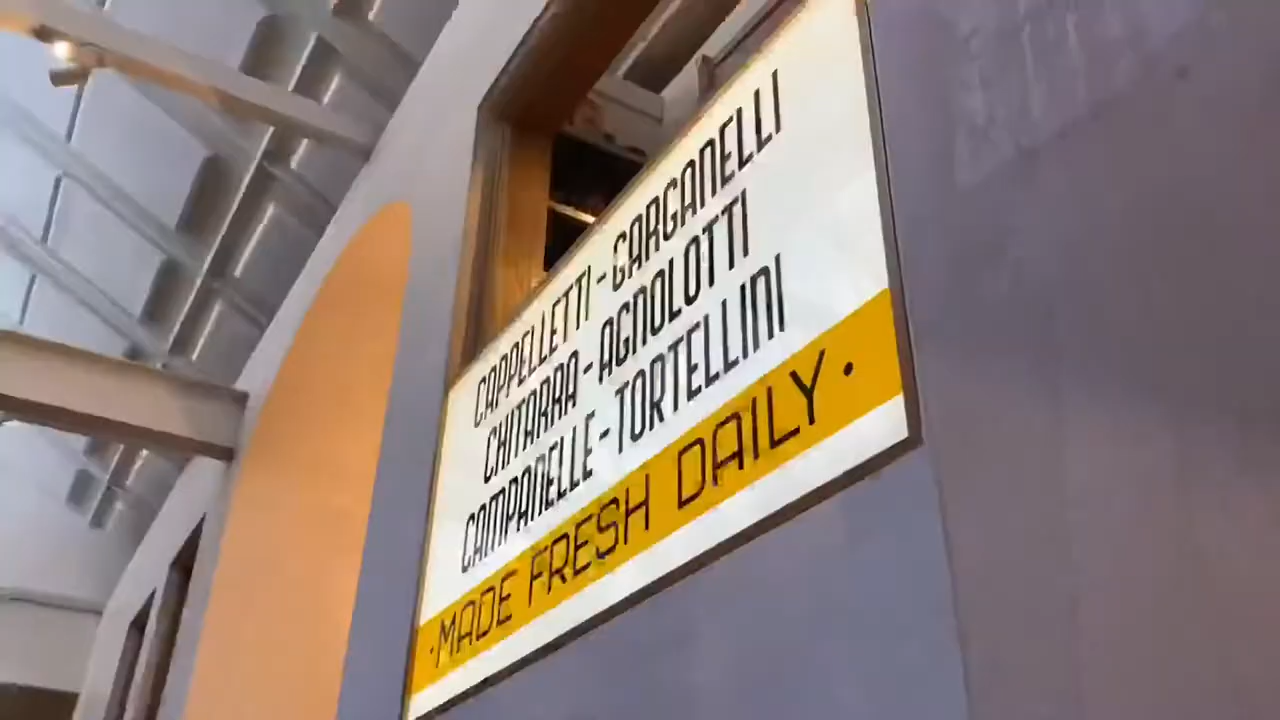 CAPPELLETTI - GARGANELLI
CHITARRA - AGNOLOTTI
CAMPANELLE - TORTELLINI
· MADE FRESH DAILY ·